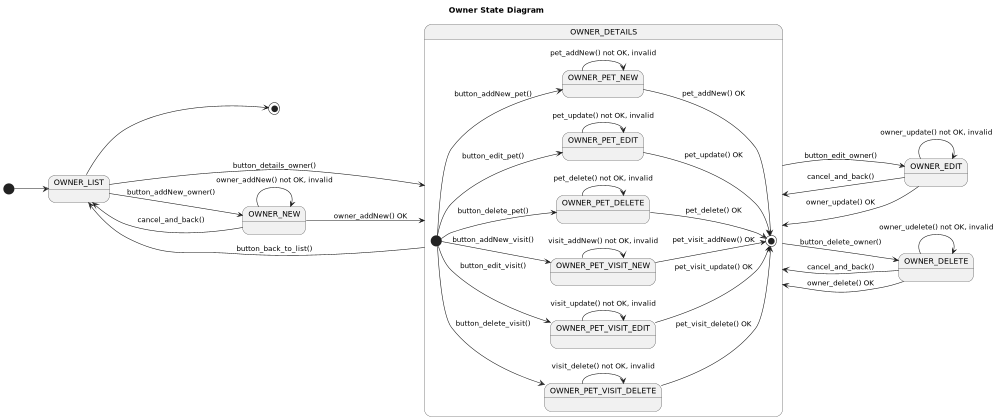 Owner State Diagram
OWNER_DETAILS
pet_addNew() not OK, invalid
OWNER_PET_NEW
button_addNew_pet()
pet_addNew() OK
pet_update() not OK, invalid
OWNER_PET_EDIT
button_edit_pet()
pet_update() OK
owner_update() not OK, invalid
button_edit_owner()
OWNER_EDIT
cancel_and_back()
owner_update() OK
button_details_owner()
OWNER_LIST
button_addNew_owner()
owner_addNew() not OK, invalid
OWNER_NEW
cancel_and_back()
owner_addNew() OK
button_back_to_list()
pet_delete() not OK, invalid
OWNER_PET_DELETE
button_delete_pet()
pet_delete() OK
button_addNew_visit()
visit_addNew() not OK, invalid
pet_visit_addNew() OK
OWNER_PET_VISIT_NEW
button_edit_visit()
pet_visit_update() OK
owner_udelete() not OK, invalid
button_delete_owner()
OWNER_DELETE
cancel_and_back()
owner_delete() OK
visit_update() not OK, invalid
OWNER_PET_VISIT_EDIT
button_delete_visit()
pet_visit_delete() OK
visit_delete() not OK, invalid
OWNER_PET_VISIT_DELETE